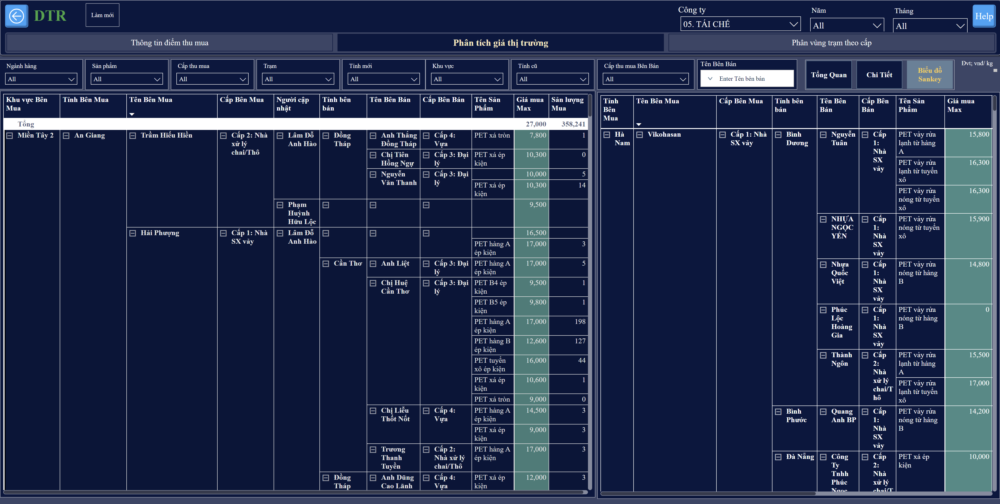 DTR
Làm mới
Công ty
05. TÁI CHẾ
Năm
All
Tháng
All
Help
Thông tin điểm thu mua
Phân tích giá thị trường
Phân vùng trạm theo cấp
Ngành hàng
All
Sản phẩm
All
Cấp thu mua
All
Trạm
All
Tỉnh mới
All
Khu vực
All
Tỉnh cũ
All
Cấp thu mua Bên Bán
All
Tên Bên Bán
Enter Tên bên bán
Tổng Quan
Chi Tiết
Biểu đồ
Sankey
Đvt; vnđ/ kg
Khu vực Bên
Mua
Tỉnh Bên Mua
Tên Bên Mua
Cấp Bên Mua
Người cập
nhật
Tỉnh bên
bán
Tên Bên Bán
Cấp Bên Bán
Tên Sản
Phẩm
Giá mua
Max
Sản lượng
Mua
Tổng 27,000 358,241
Miền Tây 2
An Giang
Trầm Hiếu Hiền
Cấp 2: Nhà
xử lý
chai/Thô
Lâm Đỗ
Anh Hào
Đồng
Tháp
Anh Thắng
Đồng Tháp
Cấp 4:
Vựa
PET xá tròn 7,800 1
Chị Tiên
Hồng Ngự
Cấp 3: Đại
lý
PET xá ép
kiện
10,300 0
Nguyễn
Văn Thanh
Cấp 3: Đại
lý
10,000 5
PET xá ép
kiện
10,300 14
Phạm
Huỳnh
Hữu Lộc
9,500
Hải Phượng
Cấp 1: Nhà
SX vảy
Lâm Đỗ
Anh Hào
16,500
PET hàng A
ép kiện
17,000 3
Cần Thơ
Anh Liệt
Cấp 3: Đại
lý
PET hàng A
ép kiện
17,000 5
Chị Huệ
Cần Thơ
Cấp 3: Đại
lý
PET B4 ép
kiện
9,500 1
PET B5 ép
kiện
9,800 1
PET hàng A
ép kiện
17,000 198
PET hàng B
ép kiện
12,600 127
PET tuyển
xô ép kiện
16,000 44
PET xá ép
kiện
10,600 1
PET xá tròn 9,000 0
Chị Liễu
Thốt Nốt
Cấp 4:
Vựa
PET hàng A
ép kiện
14,500 3
PET xá ép
kiện
9,000 3
Trương
Thanh
Tuyền
Cấp 2:
Nhà xử lý
chai/Thô
PET hàng A
ép kiện
17,000 3
Đồng
Tháp
Anh Dũng
Cao Lãnh
Cấp 4:
Vựa
PET xá ép
kiện
12,000 3
Tỉnh
Bên
Mua
Tên Bên Mua
Cấp Bên Mua
Tỉnh bên
bán
Tên Bên
Bán
Cấp Bên
Bán
Tên Sản
Phẩm
Giá mua
Max
Hà
Nam
Vikohasan
Cấp 1: Nhà
SX vảy
Bình
Dương
Nguyễn
Tuân
Cấp
1:
Nhà
SX
vảy
PET vảy rửa
lạnh từ hàng
A
15,800
PET vảy rửa
lạnh từ tuyển
xô
16,300
PET vảy rửa
nóng từ tuyển
xô
16,300
NHỰA
NGỌC
YẾN
Cấp
1:
Nhà
SX
vảy
PET vảy rửa
nóng từ tuyển
xô
15,900
Nhựa
Quốc
Việt
Cấp
1:
Nhà
SX
vảy
PET vảy rửa
nóng từ hàng
B
14,800
Phúc
Lộc
Hoàng
Gia
Cấp
1:
Nhà
SX
vảy
PET vảy rửa
nóng từ hàng
B
0
Thành
Ngôn
Cấp
2:
Nhà
xử lý
chai/T
hô
PET vảy rửa
lạnh từ hàng
A
15,500
PET vảy rửa
lạnh từ tuyển
xô
17,000
Bình
Phước
Quang
Anh BP
Cấp
1:
Nhà
SX
vảy
PET vảy rửa
nóng từ hàng
B
14,200
Đà Nẵng
Công
Ty
Tnhh
Phúc
Ngọc
Cấp
2:
Nhà
xử lý
chai/T
PET xá ép
kiện
10,000